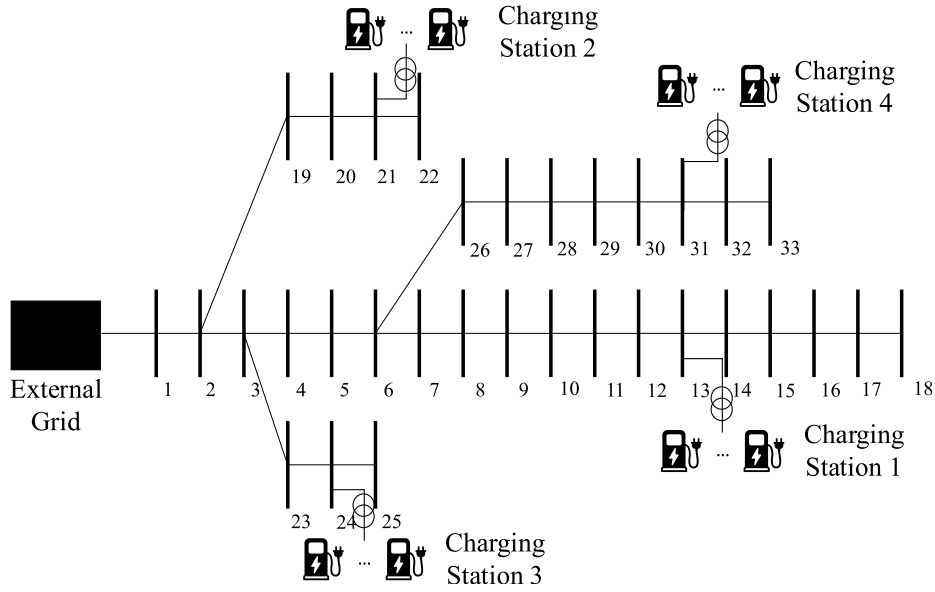 ... Charging
Station 2
... Charging
Station 4
19 20 21 22
26 27 28 29 30 31 32 33
External
Grid
1 2 3 4 5 6 7 8 9 10 11 12 13 14 15 16 17 18
... Charging
Station 1
23 24 25
... Charging
Station 3